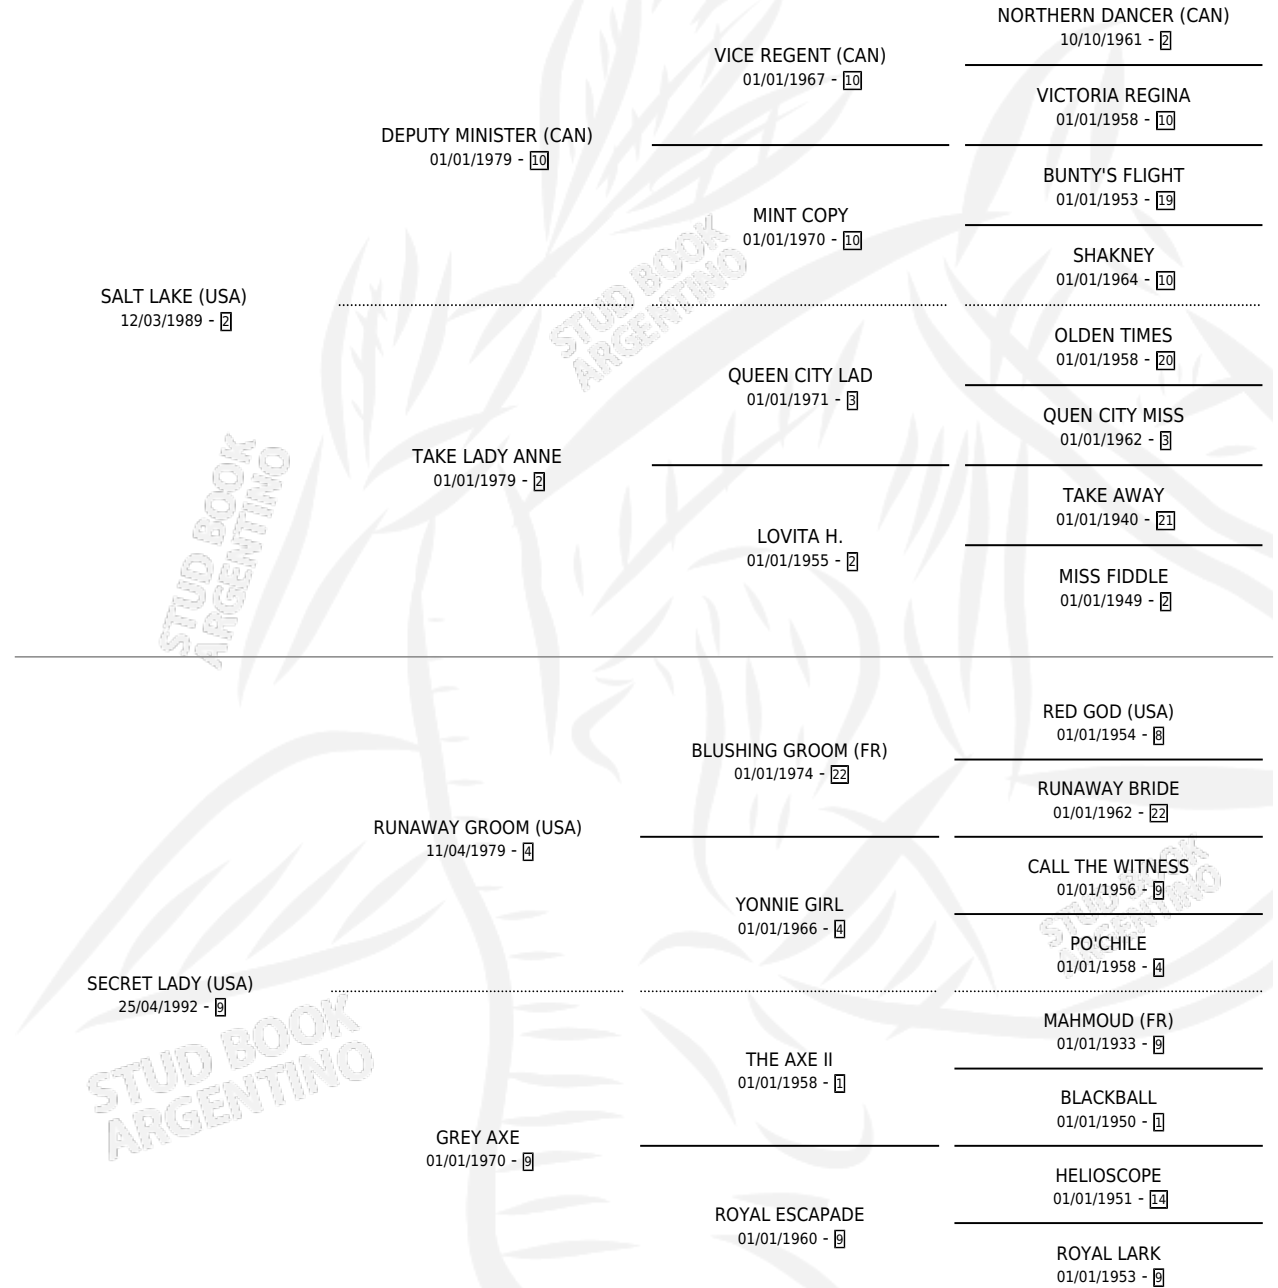 NORTHERN DANCER (CAN)
10/10/1961 - 2
VICE REGENT (CAN)
01/01/1967 - 10
VICTORIA REGINA
01/01/1958 - 10
DEPUTY MINISTER (CAN)
01/01/1979 - 10
BUNTY'S FLIGHT
01/01/1953 - 19
MINT COPY
01/01/1970 - 10
SHAKNEY
01/01/1964 - 10
SALT LAKE (USA)
12/03/1989 - 2
STUD BOOK
ARGENTINO
OLDEN TIMES
01/01/1958 - 20
QUEEN CITY LAD
01/01/1971 - 3
QUEN CITY MISS
01/01/1962 - 3
TAKE LADY ANNE
01/01/1979 - 2
TAKE AWAY
01/01/1940 - 21
LOVITA H.
01/01/1955 - 2
MISS FIDDLE
01/01/1949 - 2
STUD BOOK
ARGENTINO
RED GOD (USA)
01/01/1954 - 8
BLUSHING GROOM (FR)
01/01/1974 - 22
RUNAWAY BRIDE
01/01/1962 - 22
RUNAWAY GROOM (USA)
11/04/1979 - 4
CALL THE WITNESS
01/01/1956 - 9
YONNIE GIRL
01/01/1966 - 4
STUD BOOK
ARGENTINO
PO'CHILE
01/01/1958 - 4
SECRET LADY (USA)
25/04/1992 - 9
MAHMOUD (FR)
01/01/1933 - 9
THE AXE II
01/01/1958 - 1
STUD BOOK
ARGENTINO
BLACKBALL
01/01/1950 - 1
GREY AXE
01/01/1970 - 9
HELIOSCOPE
01/01/1951 - 14
ROYAL ESCAPADE
01/01/1960 - 9
ROYAL LARK
01/01/1953 - 9